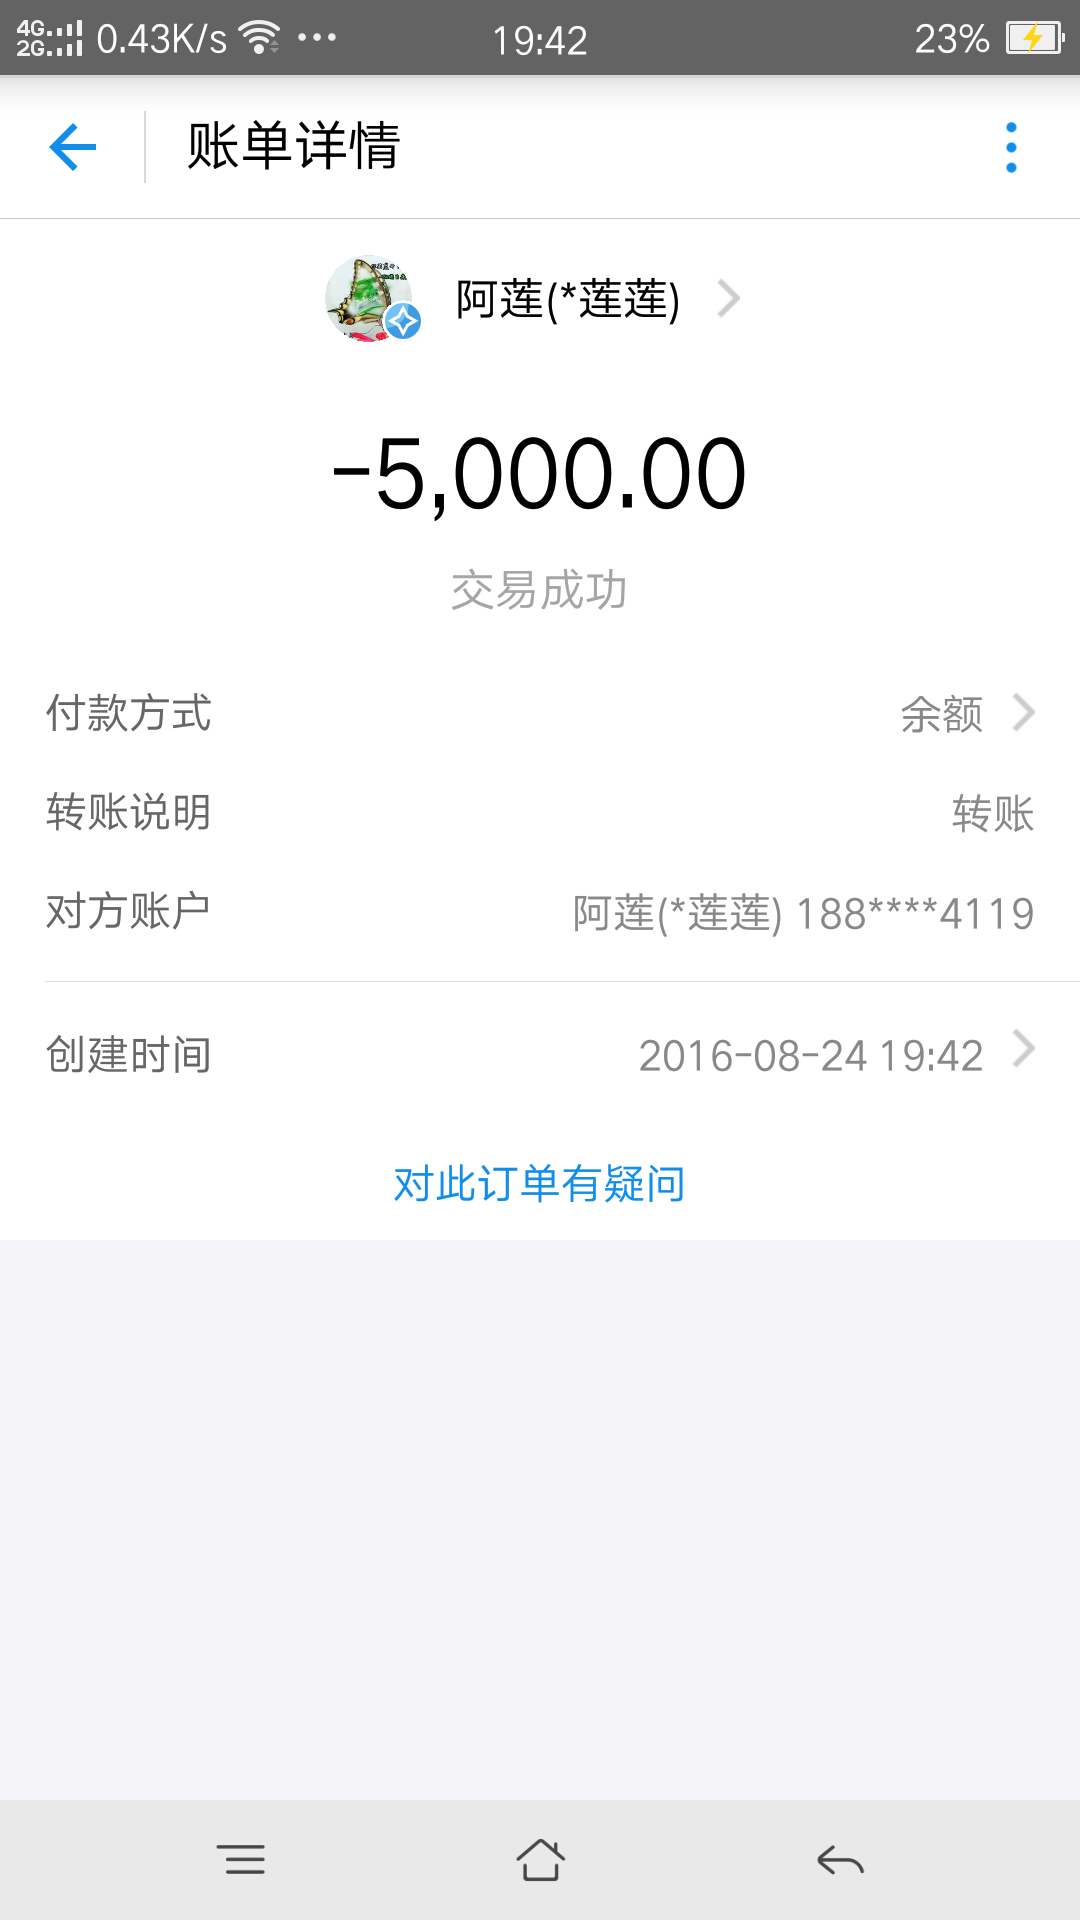 4G 2G 0.43K/s 19:42 23%
账单详情
阿莲(*莲莲)
-5,000.00
交易成功
付款方式 余额
转账说明 转账
对方账户 阿莲(*莲莲) 188****4119
创建时间 2016-08-24 19:42
对此订单有疑问